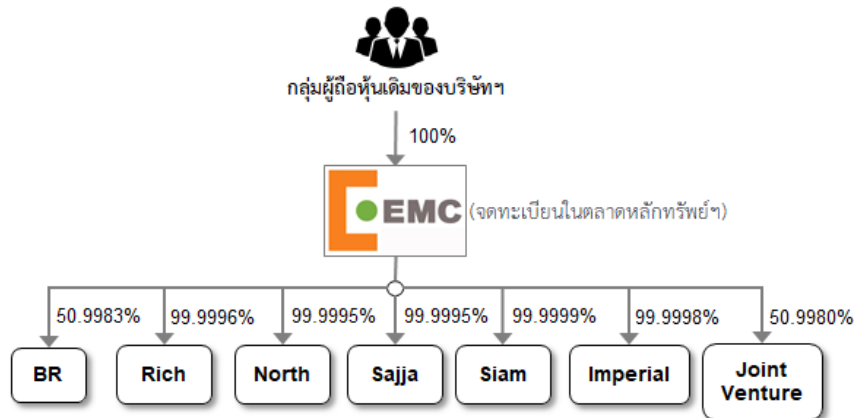 กลุ่มผู้ถือหุ้นเดิมของบริษัทฯ
100%
EMC (จดทะเบียนในตลาดหลักทรัพย์ฯ)
50.9983% 99.9996% 99.9995% 99.9995% 99.9999% 99.9998% 50.9980%
BR Rich North Sajja Siam Imperial Joint
Venture